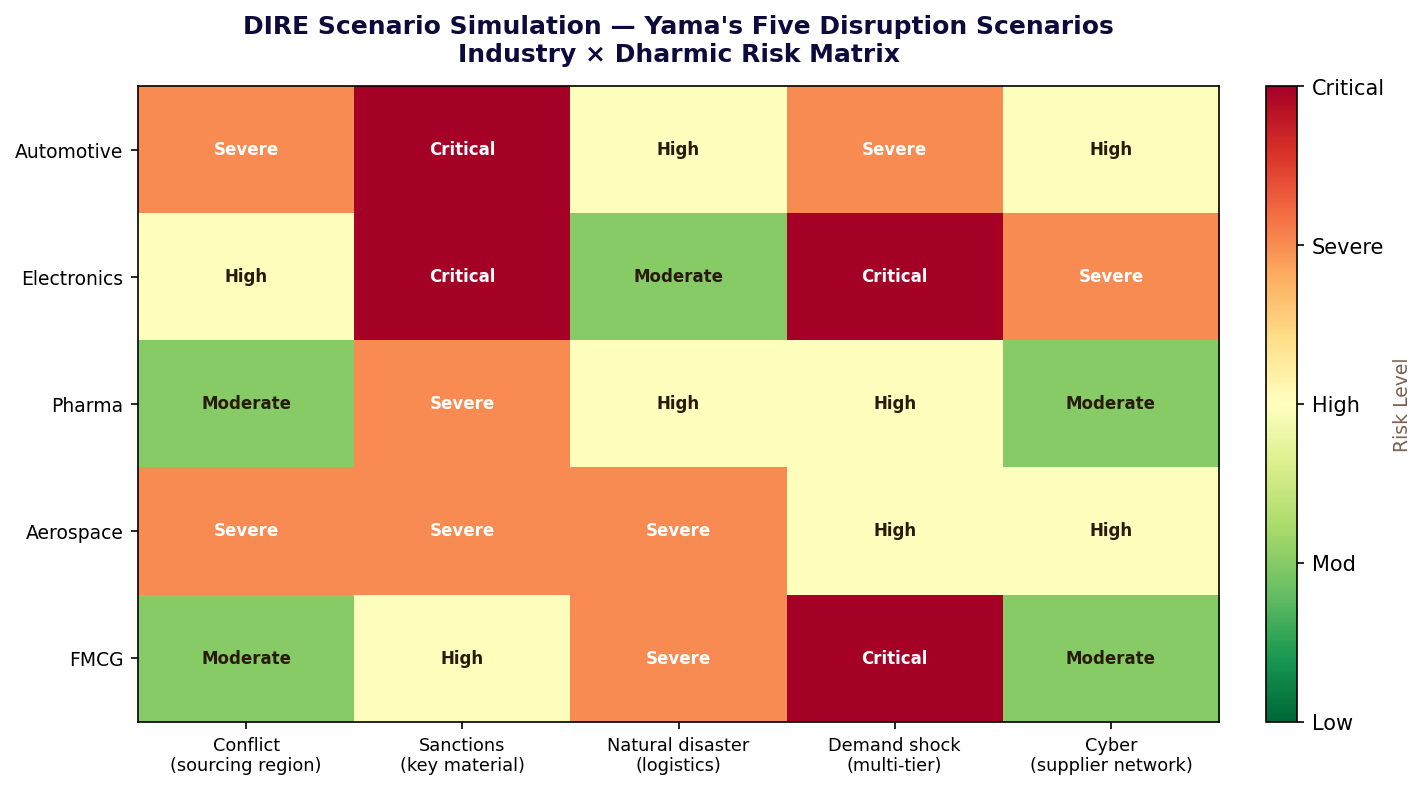 DIRE Scenario Simulation — Yama's Five Disruption Scenarios
Industry × Dharmic Risk Matrix
Automotive Severe Critical High Severe High
Electronics High Critical Moderate Critical Severe
Pharma Moderate Severe High High Moderate
Aerospace Severe Severe Severe High High
FMCG Moderate High Severe Critical Moderate
Conflict
(sourcing region)
Sanctions
(key material)
Natural disaster
(logistics)
Demand shock
(multi-tier)
Cyber
(supplier network)
Critical
Severe
High
Mod
Low
Risk Level